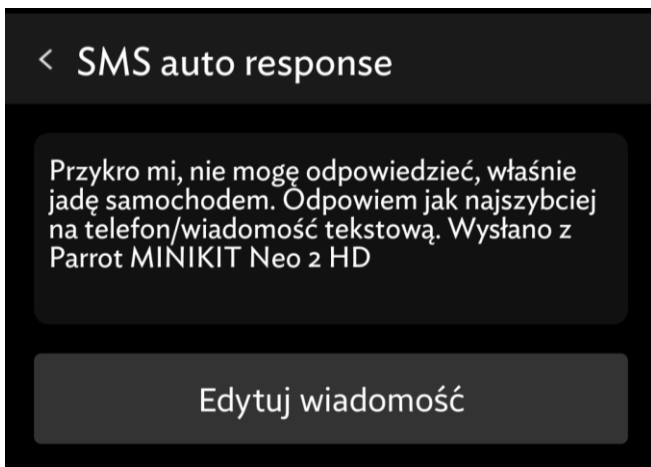 < SMS auto response
Przykro mi, nie mogę odpowiedzieć, właśnie
jadę samochodem. Odpowiem jak najszybciej
na telefon/wiadomość tekstową. Wysłano z
Parrot MINIKIT Neo 2 HD
Edytuj wiadomość